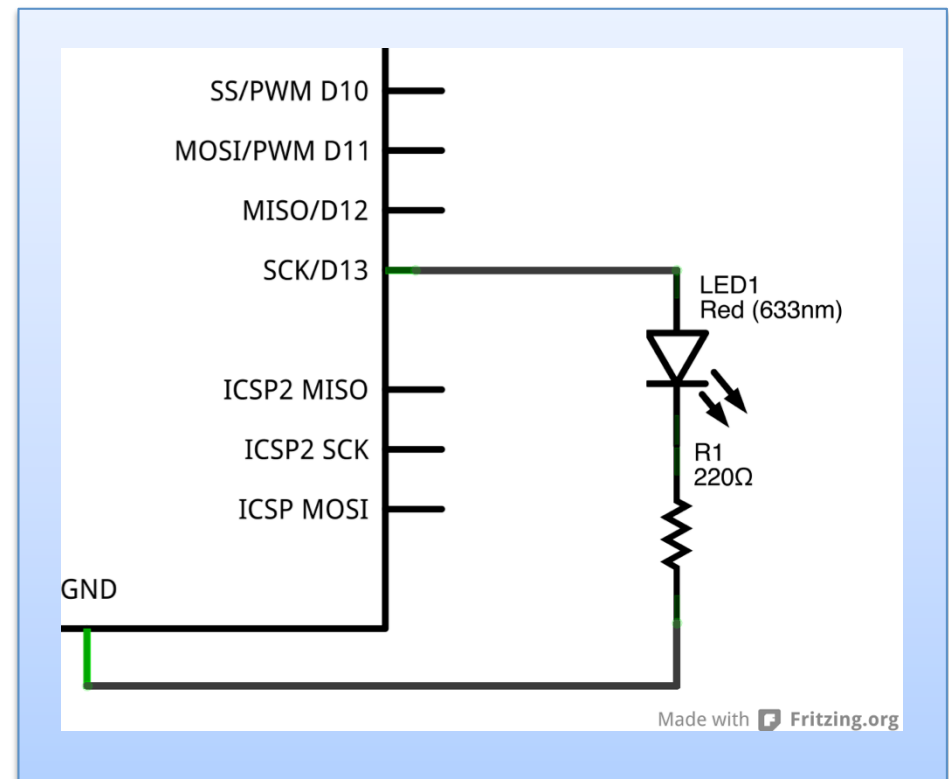 SS/PWM D10
MOSI/PWM D11
MISO/D12
SCK/D13
LED1
Red (633nm)
ICSP2 MISO
ICSP2 SCK
R1
220Ω
ICSP MOSI
GND
Made with Fritzing.org